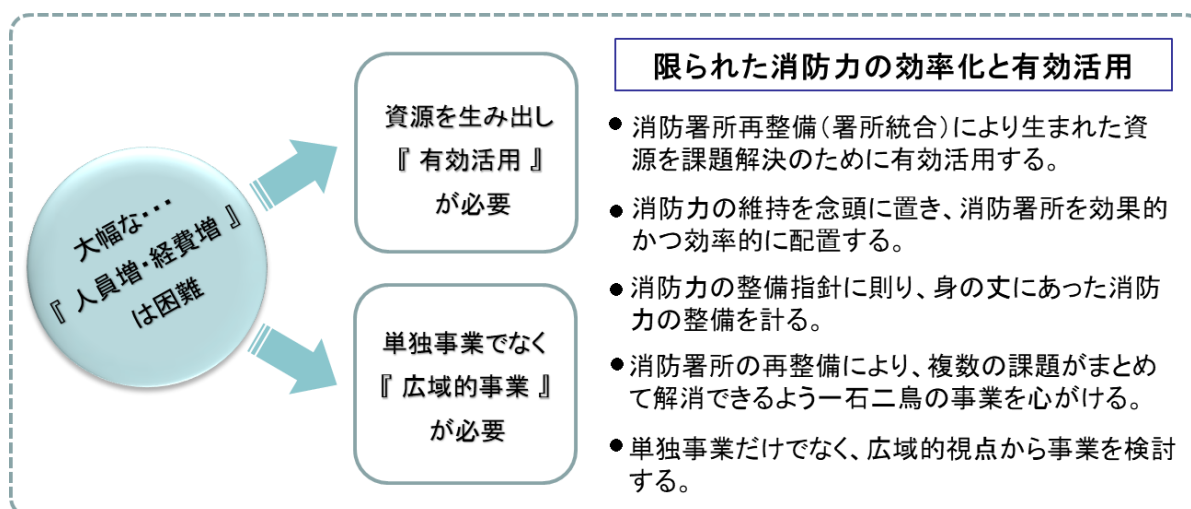 大幅な・・・
『 人員増・経費増 』
は困難
資源を生み出し
『 有効活用 』
が必要
単独事業でなく
『 広域的事業 』
が必要
限られた消防力の効率化と有効活用
● 消防署所再整備（署所統合）により生まれた資
源を課題解決のために有効活用する。
● 消防力の維持を念頭に置き、消防署所を効果的
かつ効率的に配置する。
● 消防力の整備指針に則り、身の丈にあった消防
力の整備を計る。
● 消防署所の再整備により、複数の課題がまとめ
て解消できるよう一石二鳥の事業を心がける。
● 単独事業だけでなく、広域的視点から事業を検討
する。